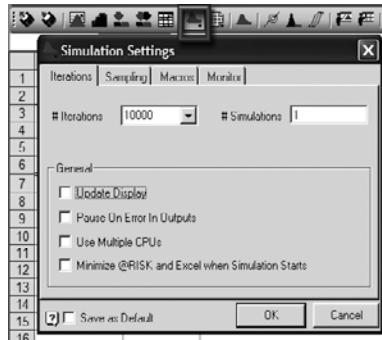 Simulation Settings
Iterations Sampling Macros Monitor
# Iterations 10000 # Simulations 1
General
Update Display
Pause On Error In Outputs
Use Multiple CPUs
Minimize @RISK and Excel when Simulation Starts
Save as Default OK Cancel
1
2
3
4
5
6
7
8
9
10
11
12
13
14
15
16